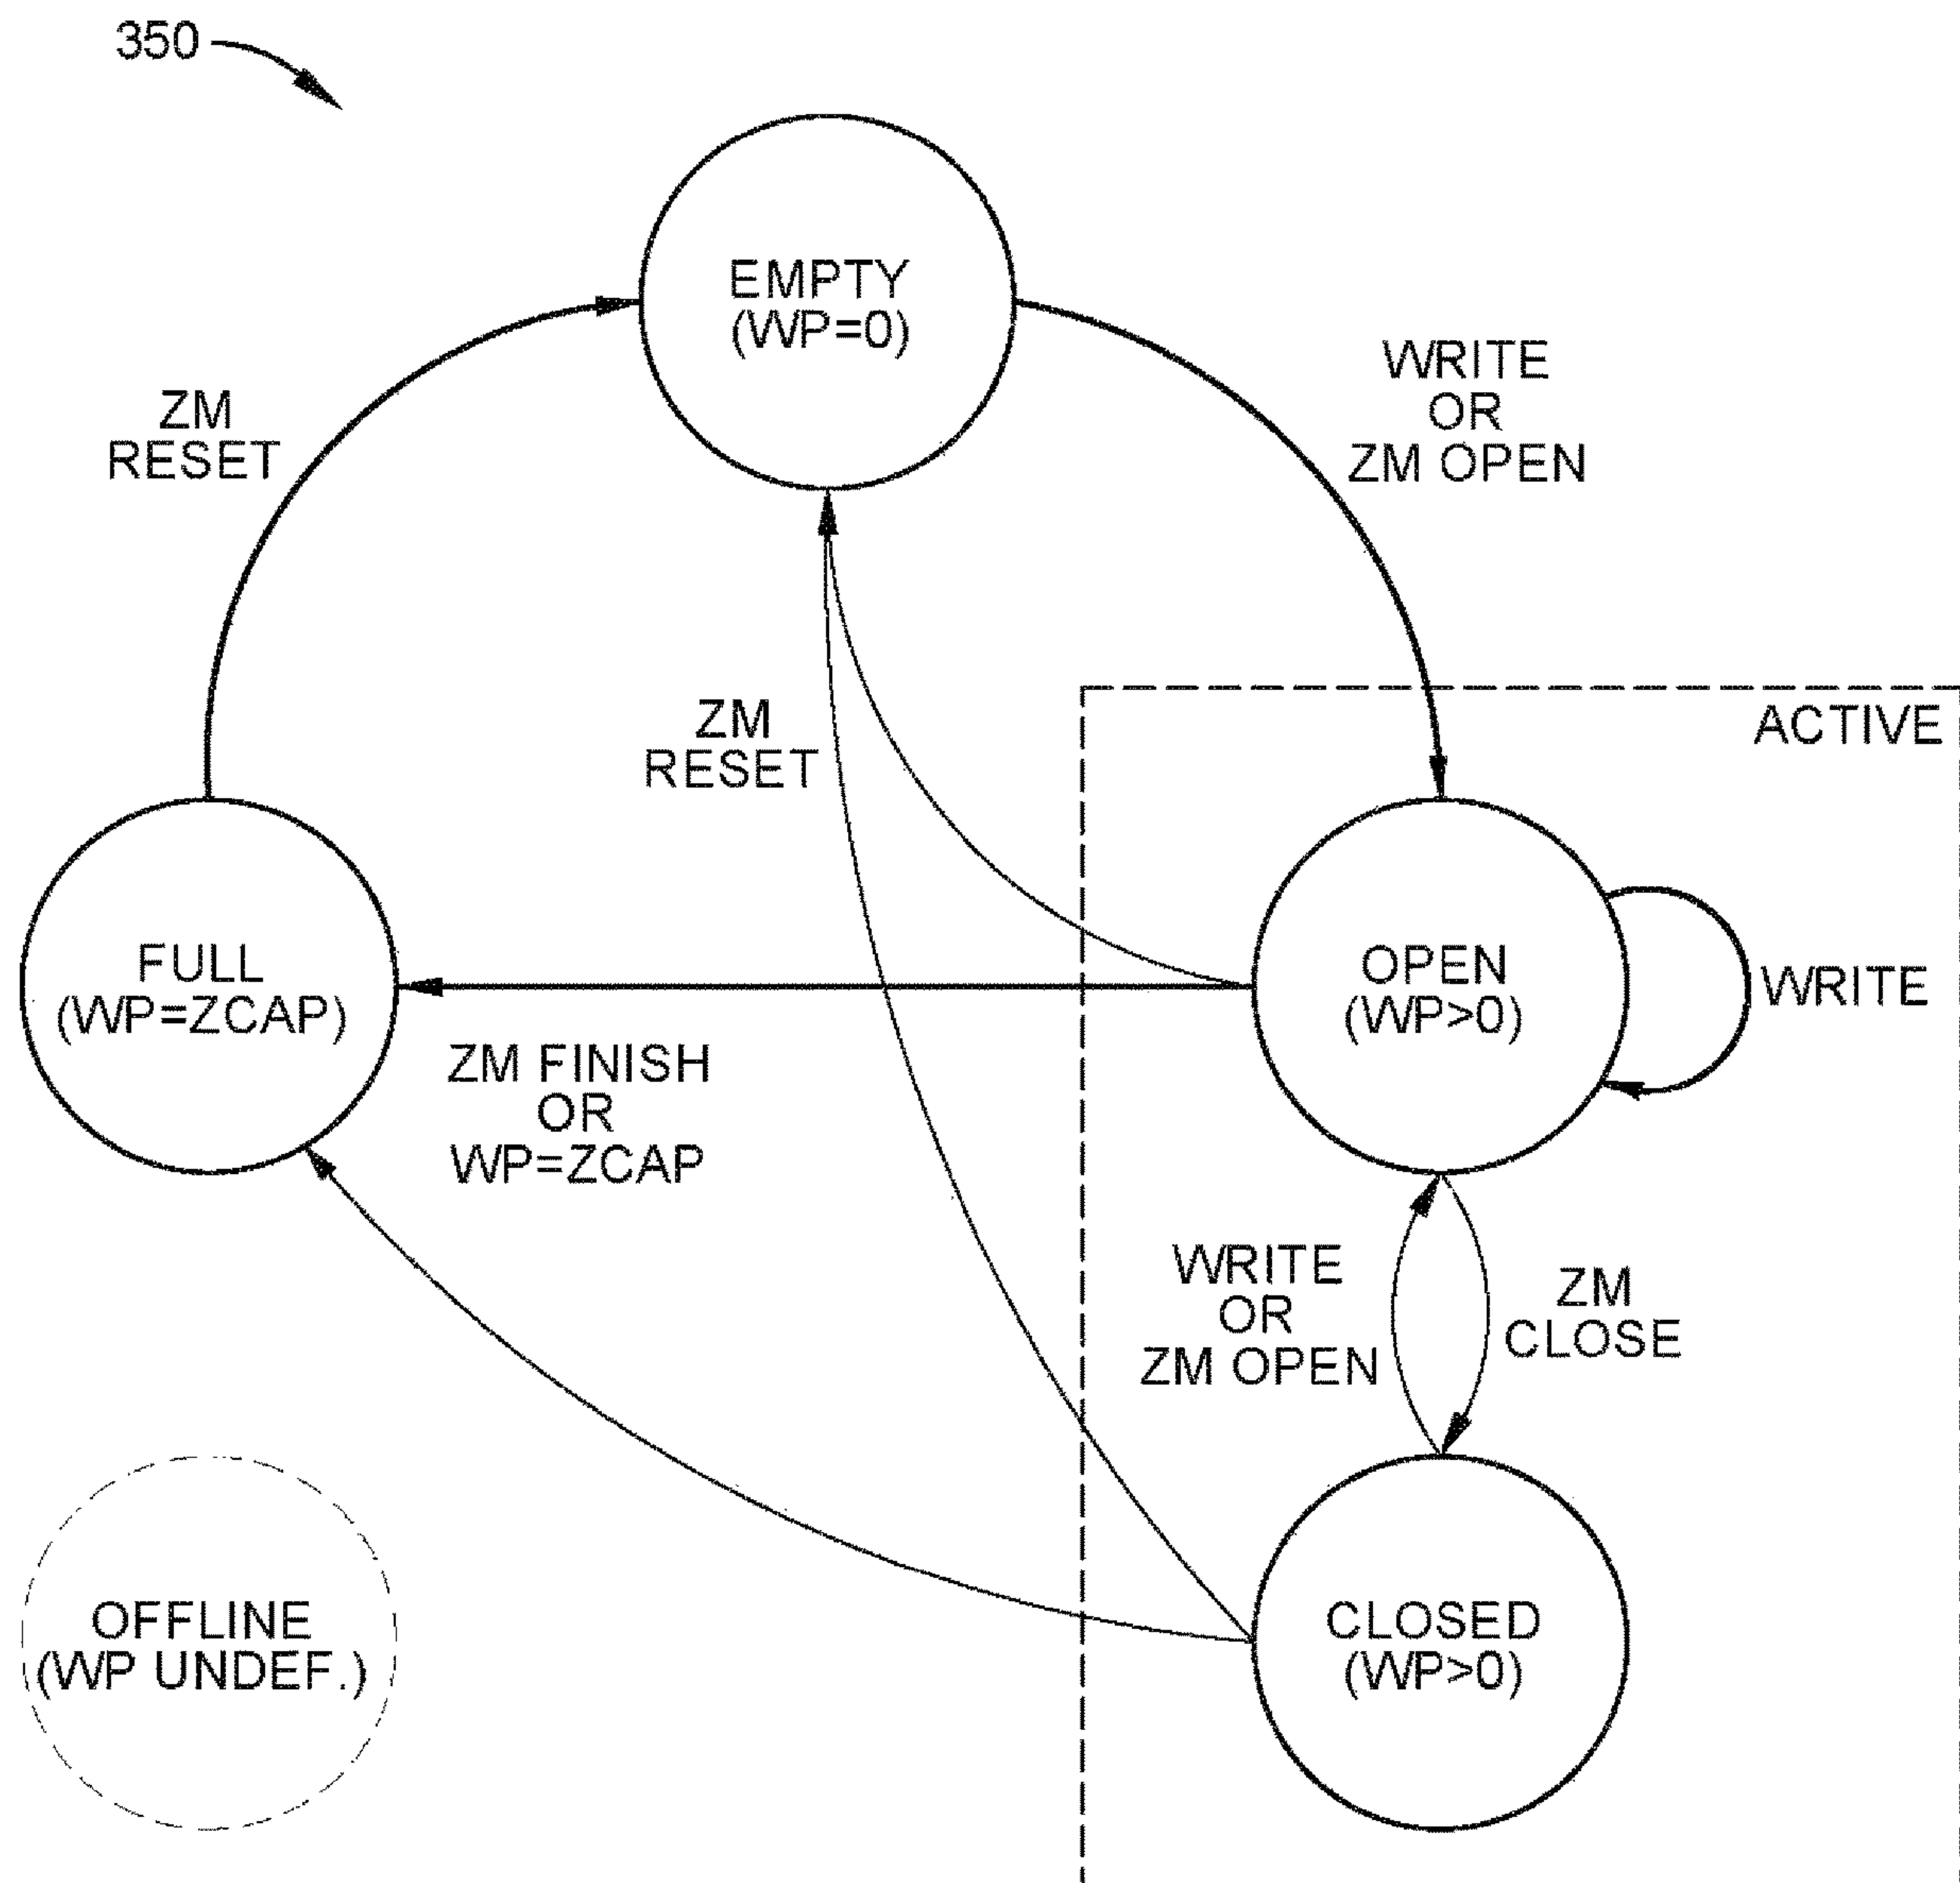 350
EMPTY
(WP=0)
WRITE
OR
ZM OPEN
ZM
RESET
ZM
RESET
ACTIVE
FULL
(WP=ZCAP)
OPEN
(WP>0)
WRITE
ZM FINISH
OR
WP=ZCAP
WRITE
OR
ZM OPEN
ZM
CLOSE
OFFLINE
(WP UNDEF.)
CLOSED
(WP>0)